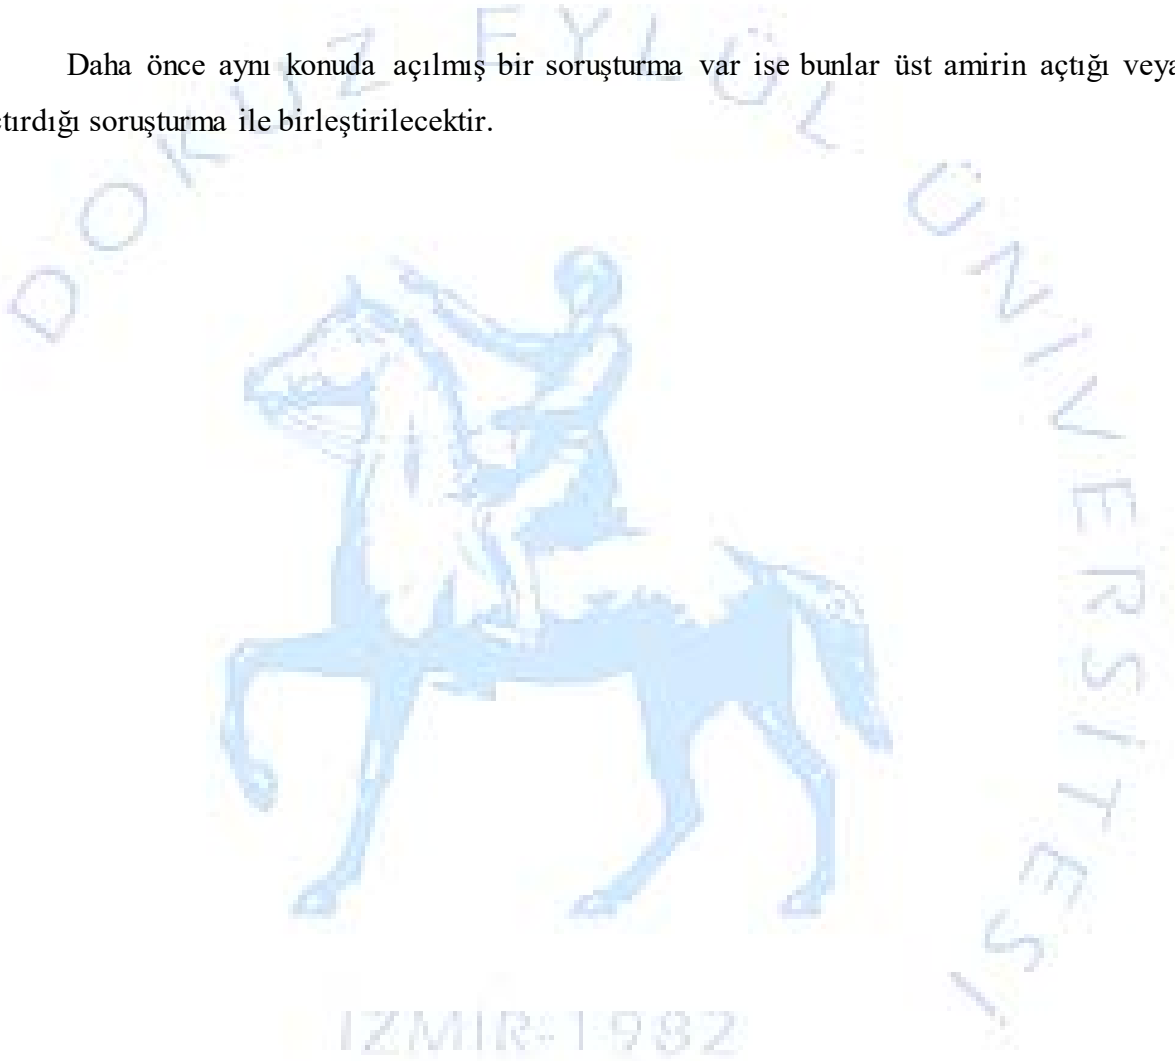 Daha önce aynı konuda açılmış bir soruşturma var ise bunlar üst amirin açtığı veya
çtırdığı soruşturma ile birleştirilecektir.
DOKUZ EYLÜL ÜNİVERSİTESİ
İZMİR-1982